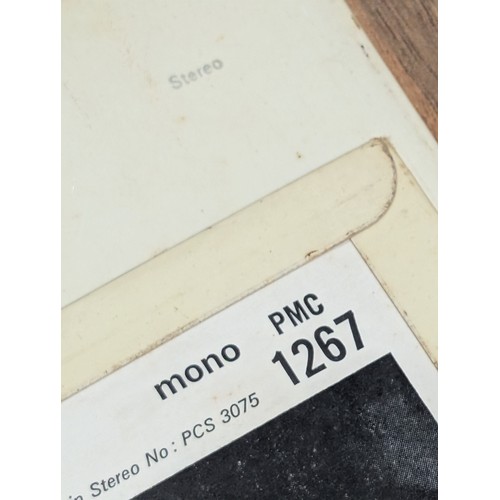 Stereo
mono PMC
1267
in Stereo No: PCS 3075